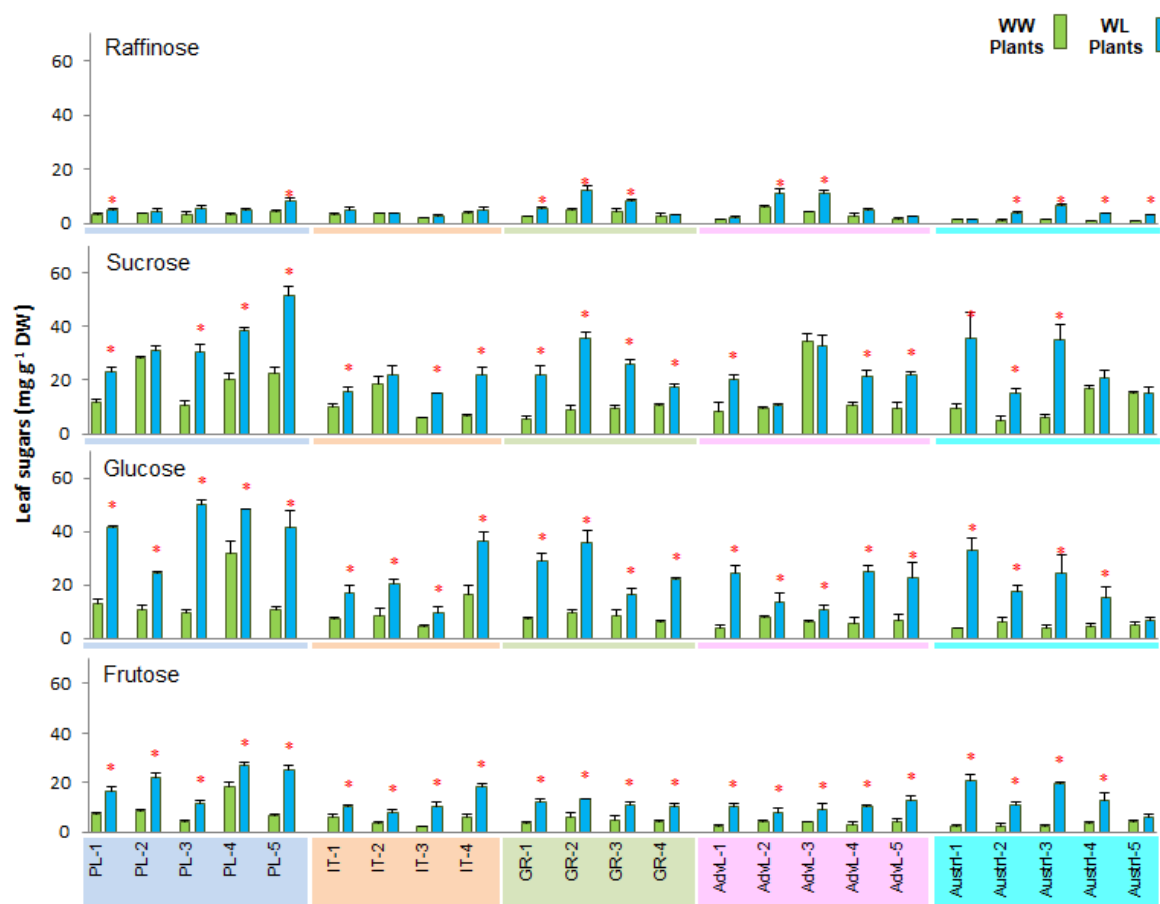 Raffinose
WW
Plants
WL
Plants
60
40
20
0
* * * * * * * * * * *
Sucrose
60
40
20
0
* * * * * * * * * * * * * * * * *
Glucose
60
40
20
0
* * * * * * * * * * * * * * * * * * * * * *
Frutose
60
40
20
0
* * * * * * * * * * * * * * * * * * * * * *
Leaf sugars (mg g-1 DW)
PL-1
PL-2
PL-3
PL-4
PL-5
IT-1
IT-2
IT-3
IT-4
GR-1
GR-2
GR-3
GR-4
AdvL-1
AdvL-2
AdvL-3
AdvL-4
AdvL-5
Austrl-1
Austrl-2
Austrl-3
Austrl-4
Austrl-5